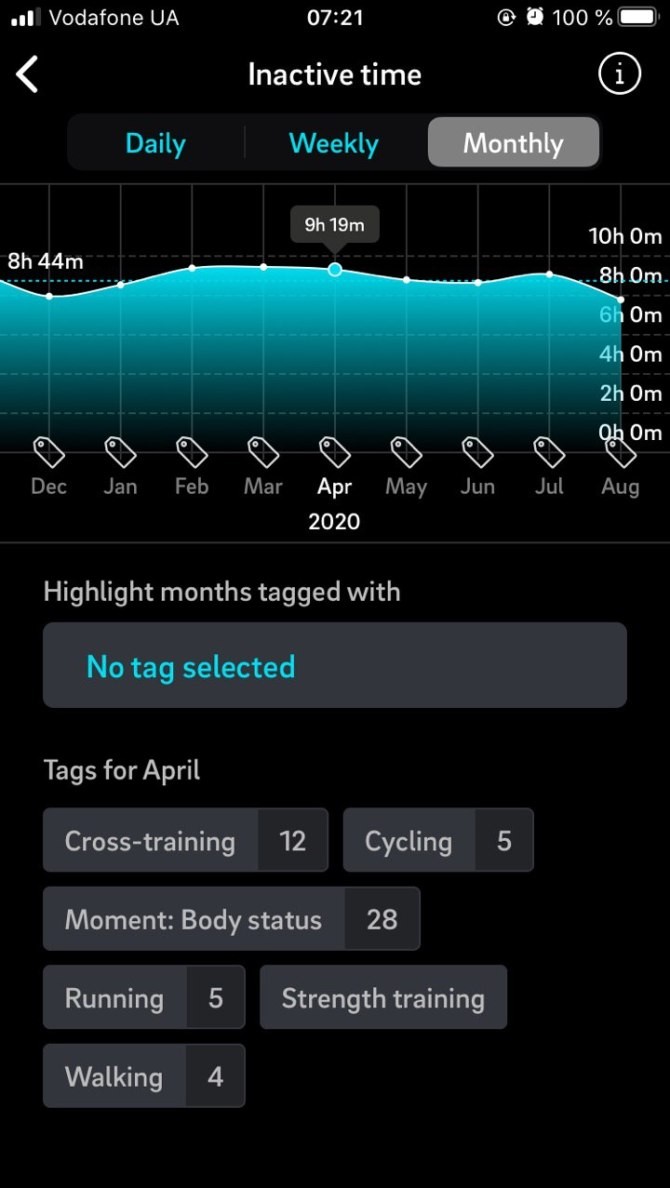 Vodafone UA 07:21 100 %
Inactive time
Daily Weekly Monthly
9h 19m
10h 0m
8h 44m
8h 0m
6h 0m
4h 0m
2h 0m
0h 0m
Dec Jan Feb Mar Apr May Jun Jul Aug
2020
Highlight months tagged with
No tag selected
Tags for April
Cross-training 12 Cycling 5
Moment: Body status 28
Running 5 Strength training
Walking 4